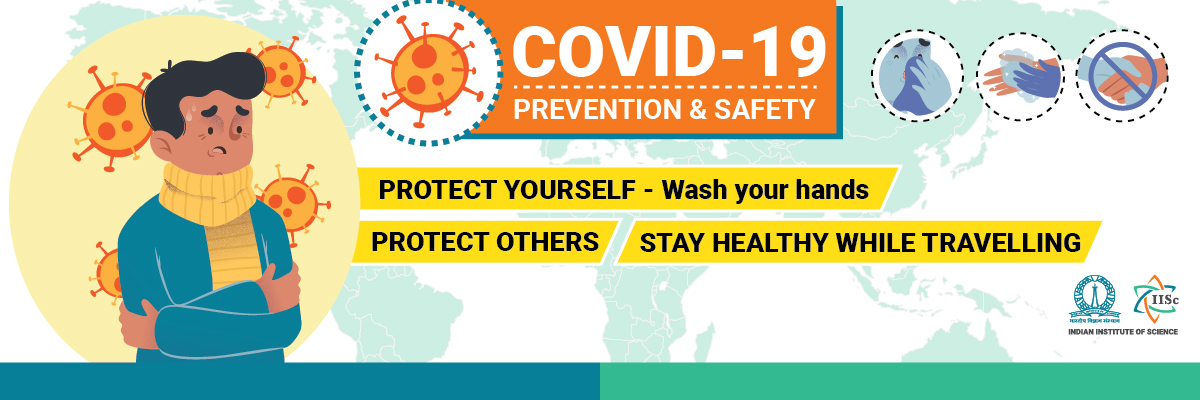 COVID-19
PREVENTION & SAFETY
PROTECT YOURSELF - Wash your hands
PROTECT OTHERS
STAY HEALTHY WHILE TRAVELLING
IISc
भारतीय विज्ञान संस्थान
INDIAN INSTITUTE OF SCIENCE